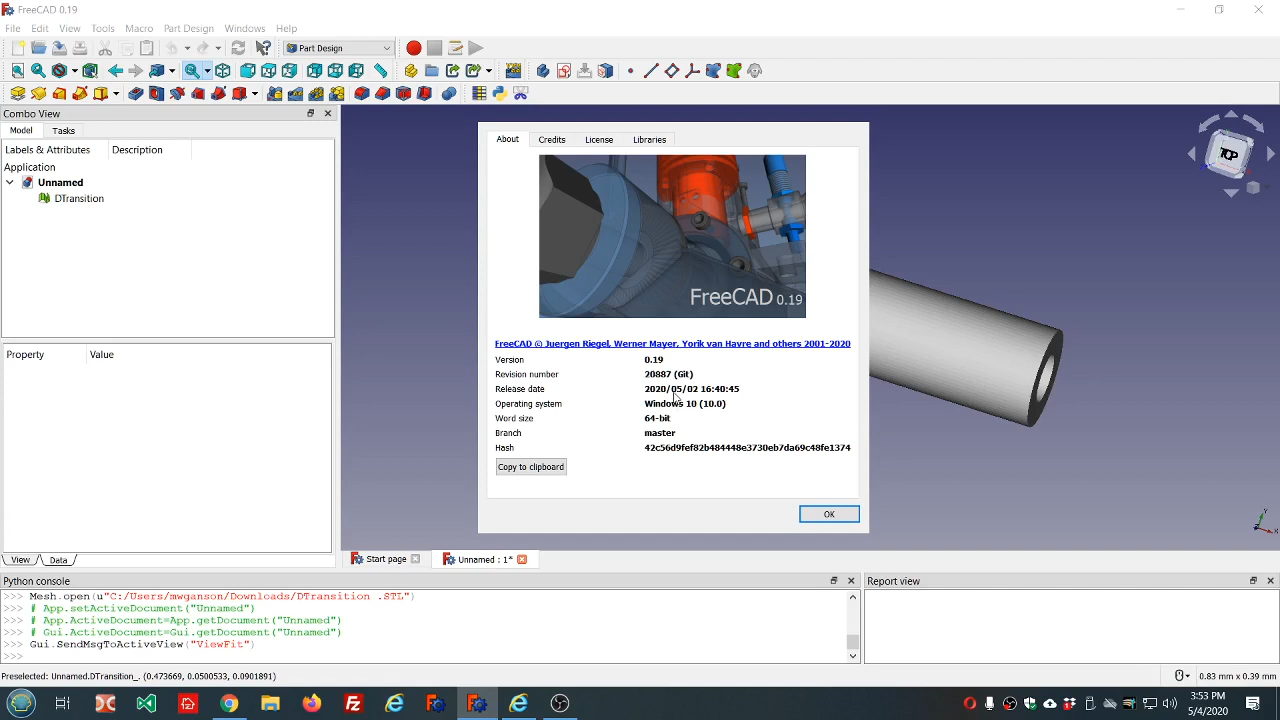 FreeCAD 0.19
File Edit View Tools Macro Part Design Windows Help
Part Design
Combo View
Model Tasks
Labels & Attributes Description
Application
Unnamed
DTransition
Property Value
View Data
About Credits License Libraries
FreeCAD 0.19
FreeCAD © Juergen Riegel, Werner Mayer, Yorik van Havre and others 2001-2020
Version 0.19
Revision number 20887 (Git)
Release date 2020/05/02 16:40:45
Operating system Windows 10 (10.0)
Word size 64-bit
Branch master
Hash 42c56d9fef82b484448e3730eb7da69c48fe1374
Copy to clipboard
OK
TOP
Start page Unnamed : 1*
Python console
>>> Mesh.open(u"C:/Users/mwganson/Downloads/DTransition .STL")
>>> # App.setActiveDocument("Unnamed")
>>> # App.ActiveDocument=App.getDocument("Unnamed")
>>> # Gui.ActiveDocument=Gui.getDocument("Unnamed")
>>> Gui.SendMsgToActiveView("ViewFit")
>>>
Report view
Preselected: Unnamed.DTransition_. (0.473669, 0.0500533, 0.0901891)
0.83 mm x 0.39 mm
3:53 PM
5/4/2020